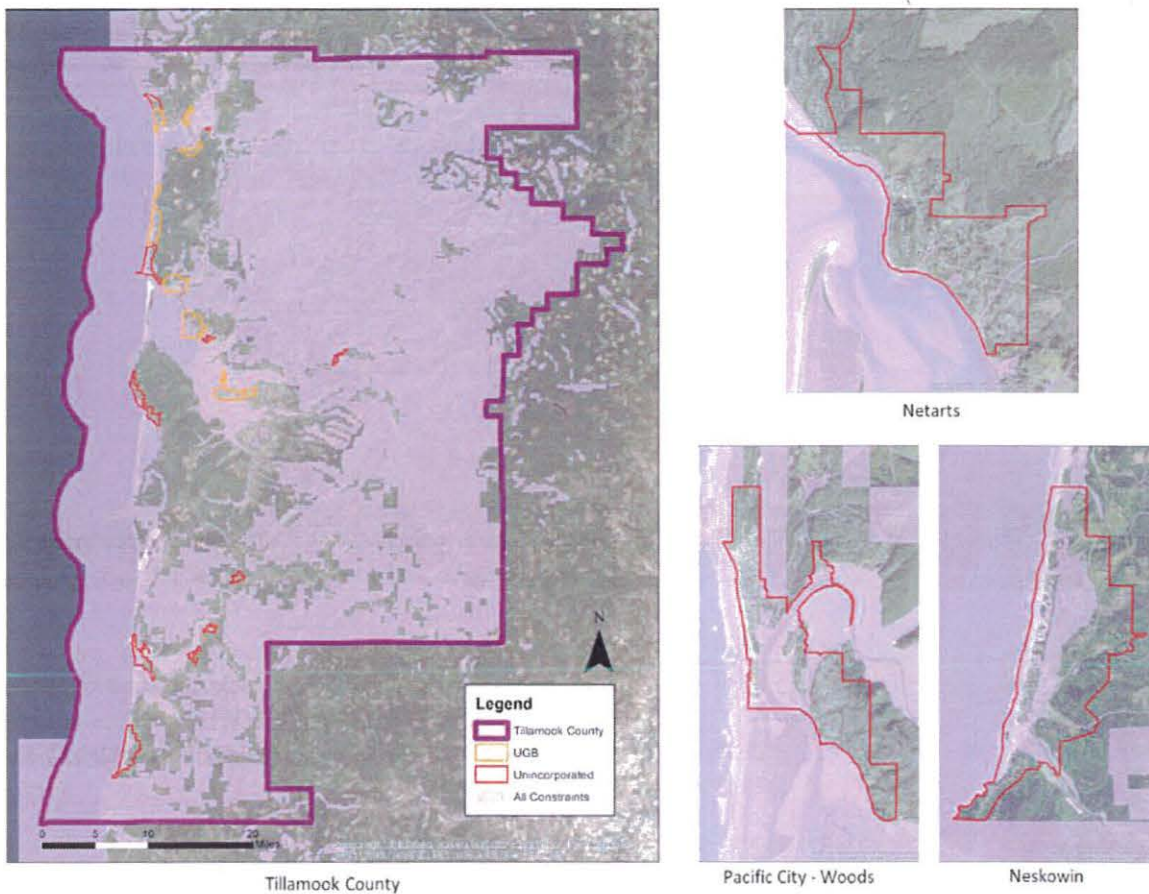 N
Legend
Tillamook County
UGB
Unincorporated
All Constraints
0 5 10 20
Miles
Tillamook County
Netarts
Pacific City - Woods
Neskowin